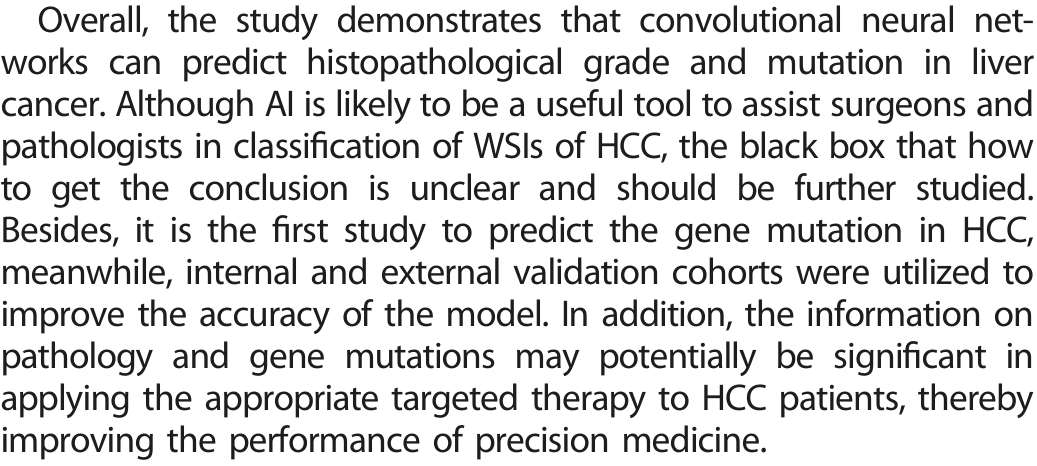 Overall, the study demonstrates that convolutional neural net-
works can predict histopathological grade and mutation in liver
cancer. Although AI is likely to be a useful tool to assist surgeons and
pathologists in classification of WSIs of HCC, the black box that how
to get the conclusion is unclear and should be further studied.
Besides, it is the first study to predict the gene mutation in HCC,
meanwhile, internal and external validation cohorts were utilized to
improve the accuracy of the model. In addition, the information on
pathology and gene mutations may potentially be significant in
applying the appropriate targeted therapy to HCC patients, thereby
improving the performance of precision medicine.